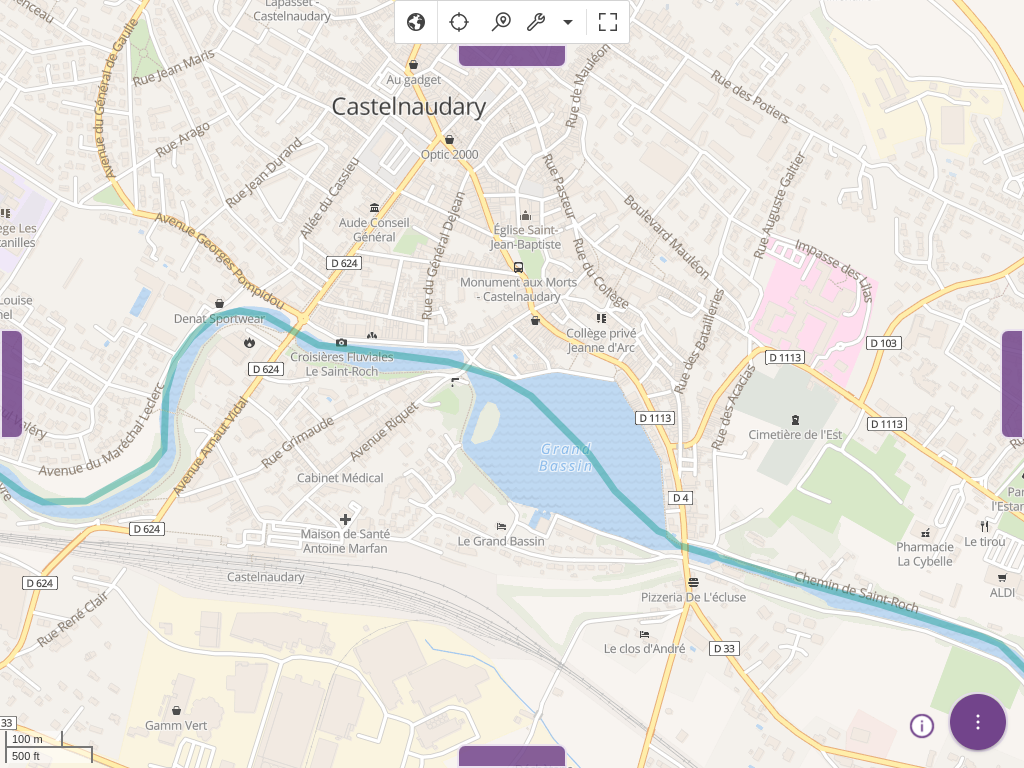 Lapasset -
Castelnaudary
Avenue du Général de Gaulle
Rue Jean Maris
Au gadget
Rue de Mauléon
Rue des Potiers
Castelnaudary
Rue Arago
Optic 2000
Rue Jean Durand
Allée du Cassieu
Rue Pasteur
Rue Auguste Galtier
Boulevard Mauléon
ège Les
tanilles
Avenue Georges Pompidou
Aude Conseil
Général
Rue du Général Dejean
Église Saint-
Jean-Baptiste
Rue du Collège
Impasse des Lilas
D 624
Monument aux Morts
- Castelnaudary
Louise
nel
Denat Sportwear
Collège privé
Jeanne d'Arc
Rue des Batailleries
D 103
D 1113
Croisières Fluviales
Le Saint-Roch
D 624
Rue des Acacias
Avenue du Maréchal Leclerc
Avenue Arnaut Vidal
Rue Grimaude
Avenue Riquet
D 1113
D 1113
Cimetière de l'Est
Grand
Bassin
Cabinet Médical
D 4
Par
l'Estar
D 624
Maison de Santé
Antoine Marfan
Le Grand Bassin
Pharmacie
La Cybelle
Le tirou
D 624
Castelnaudary
Chemin de Saint-Roch
ALDI
Rue René Clair
Pizzeria De L'écluse
Le clos d'André
D 33
33
Gamm Vert
100 m
500 ft